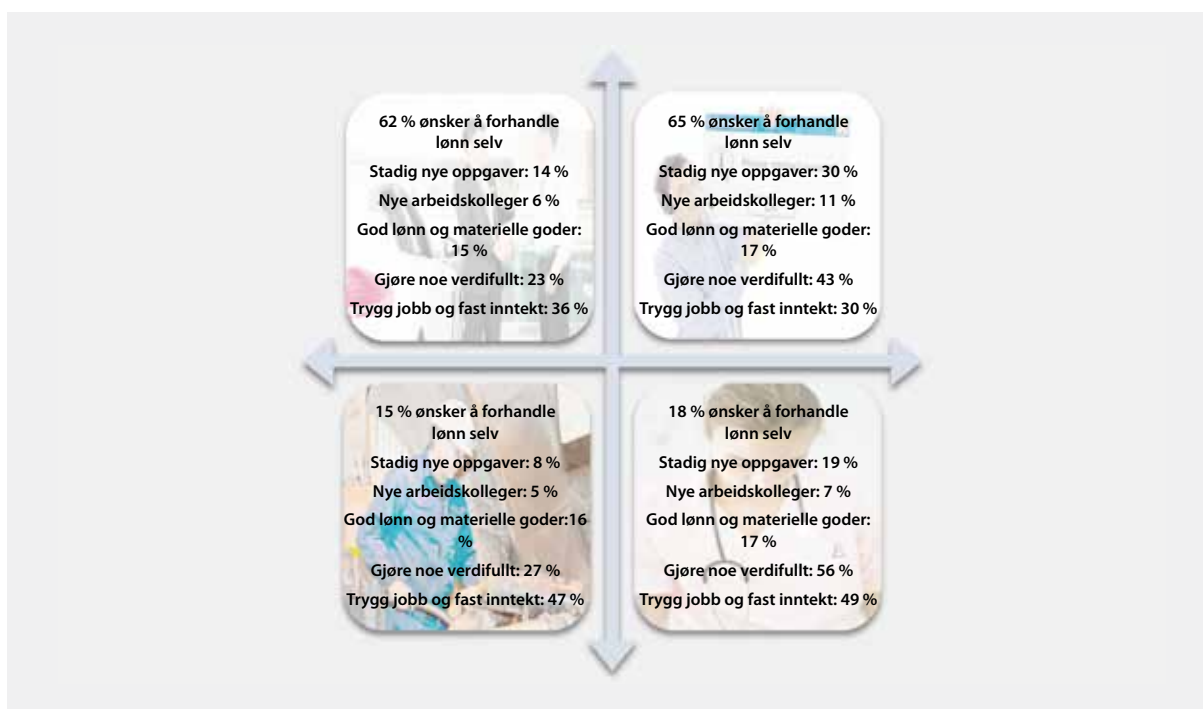 62 % ønsker å forhandle
lønn selv
Stadig nye oppgaver: 14 %
Nye arbeidskolleger 6 %
God lønn og materielle goder:
15 %
Gjøre noe verdifullt: 23 %
Trygg jobb og fast inntekt: 36 %
65 % ønsker å forhandle
lønn selv
Stadig nye oppgaver: 30 %
Nye arbeidskolleger: 11 %
God lønn og materielle goder:
17 %
Gjøre noe verdifullt: 43 %
Trygg jobb og fast inntekt: 30 %
15 % ønsker å forhandle
lønn selv
Stadig nye oppgaver: 8 %
Nye arbeidskolleger: 5 %
God lønn og materielle goder:16
%
Gjøre noe verdifullt: 27 %
Trygg jobb og fast inntekt: 47 %
18 % ønsker å forhandle
lønn selv
Stadig nye oppgaver: 19 %
Nye arbeidskolleger: 7 %
God lønn og materielle goder:
17 %
Gjøre noe verdifullt: 56 %
Trygg jobb og fast inntekt: 49 %